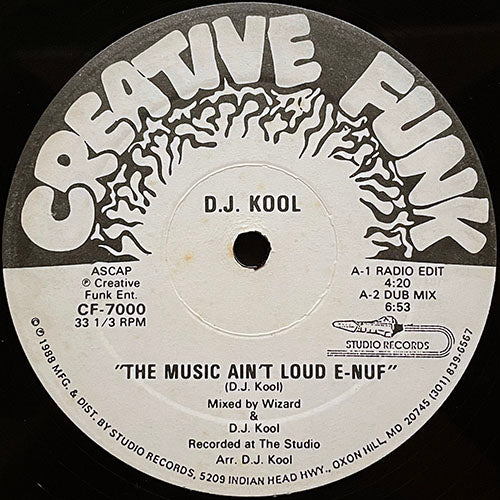 CREATIVE FUNK
D.J. KOOL
ASCAP
℗ Creative
Funk Ent.
CF-7000
33 1/3 RPM
A-1 RADIO EDIT
4:20
A-2 DUB MIX
6:53
STUDIO RECORDS
"THE MUSIC AIN'T LOUD E-NUF"
(D.J. Kool)
Mixed by Wizard
&
D.J. Kool
Recorded at The Studio
Arr. D.J. Kool
©℗ 1988 MFG. & DIST. BY STUDIO RECORDS, 5209 INDIAN HEAD HWY., OXON HILL, MD 20745 (301) 839-6567